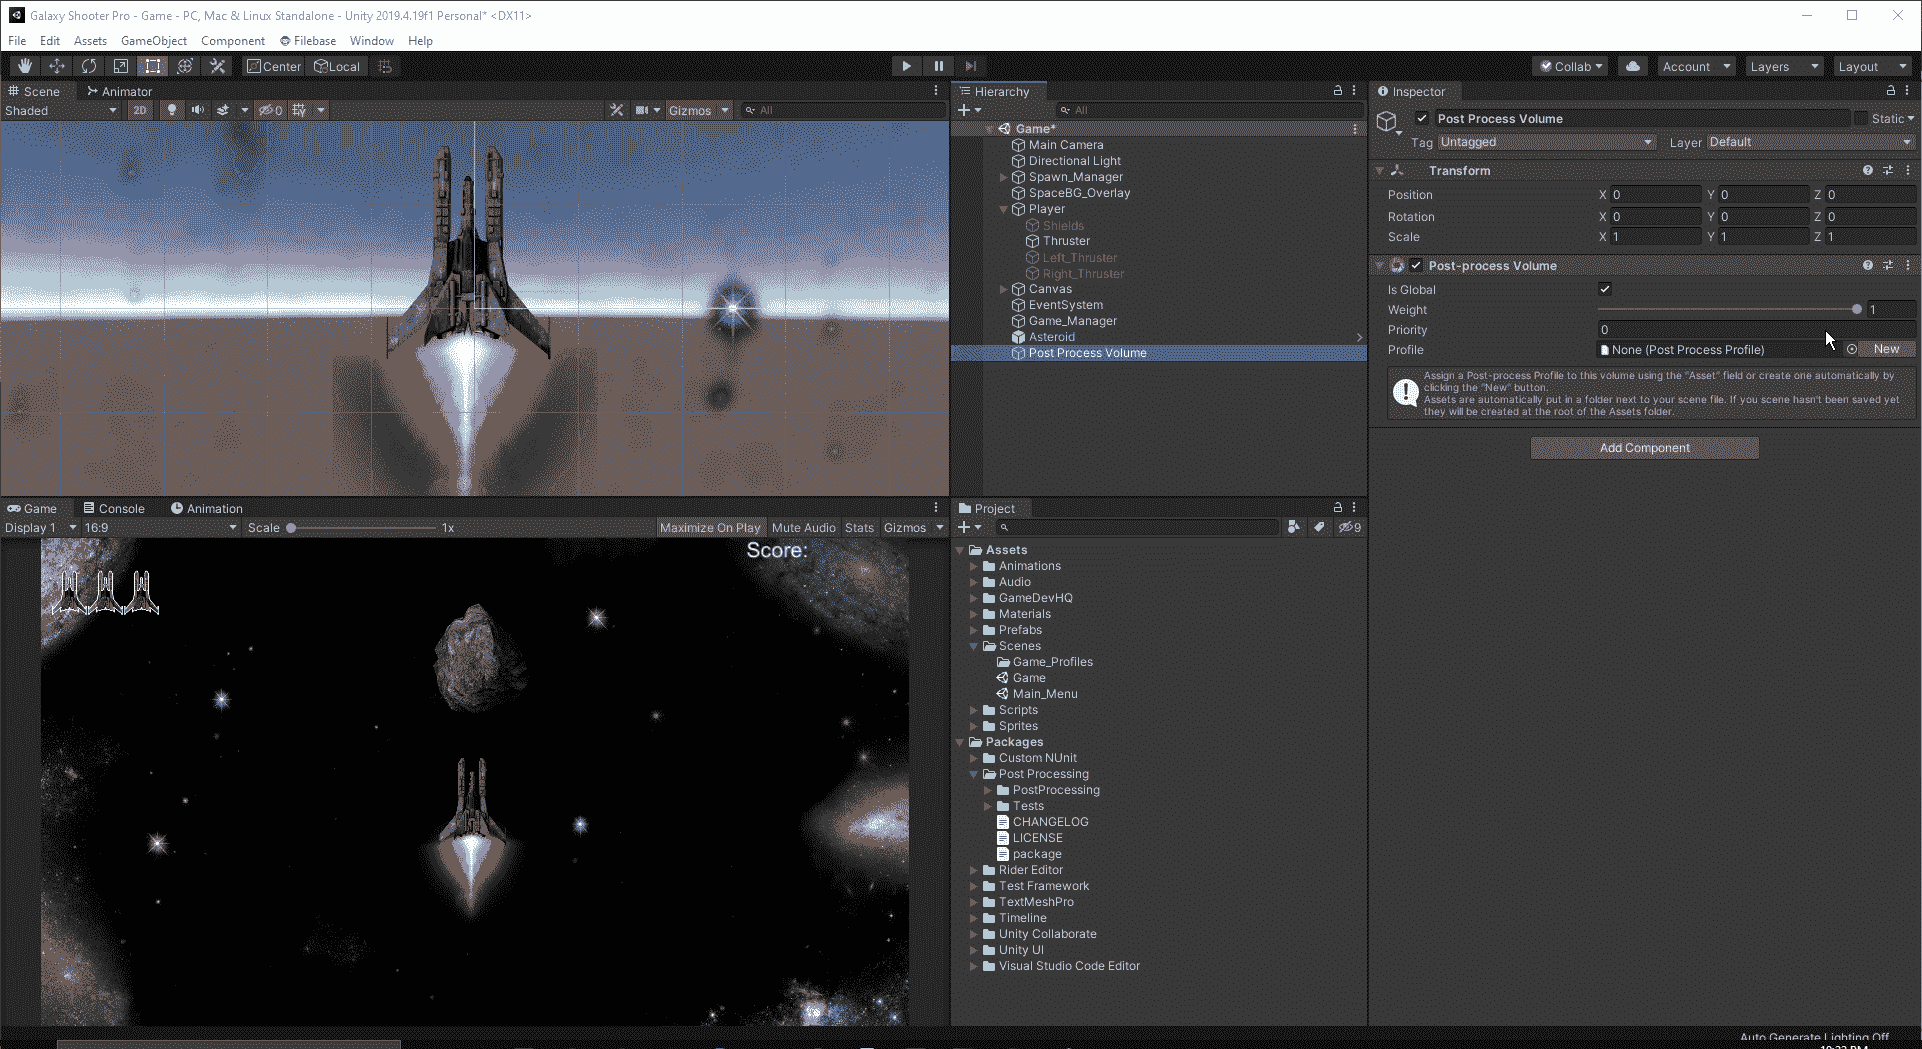 Galaxy Shooter Pro - Game - PC, Mac & Linux Standalone - Unity 2019.4.19f1 Personal* <DX11>
File Edit Assets GameObject Component Filebase Window Help
Center Local Collab Account Layers Layout
Scene Animator
Shaded 2D 0 Gizmos All
Hierarchy
All
Game*
Main Camera
Directional Light
Spawn_Manager
SpaceBG_Overlay
Player
Shields
Thruster
Left_Thruster
Right_Thruster
Canvas
EventSystem
Game_Manager
Asteroid
Post Process Volume
Inspector
Post Process Volume Static
Tag Untagged Layer Default
Transform
Position X 0 Y 0 Z 0
Rotation X 0 Y 0 Z 0
Scale X 1 Y 1 Z 1
Post-process Volume
Is Global
Weight 1
Priority 0
Profile None (Post Process Profile) New
Assign a Post-process Profile to this volume using the "Asset" field or create one automatically by
clicking the "New" button.
Assets are automatically put in a folder next to your scene file. If you scene hasn't been saved yet
they will be created at the root of the Assets folder.
Add Component
Game Console Animation
Display 1 16:9 Scale 1x Maximize On Play Mute Audio Stats Gizmos
Score:
Project
9
Assets
Animations
Audio
GameDevHQ
Materials
Prefabs
Scenes
Game_Profiles
Game
Main_Menu
Scripts
Sprites
Packages
Custom NUnit
Post Processing
PostProcessing
Tests
CHANGELOG
LICENSE
package
Rider Editor
Test Framework
TextMeshPro
Timeline
Unity Collaborate
Unity UI
Visual Studio Code Editor
Auto Generate Lighting Off